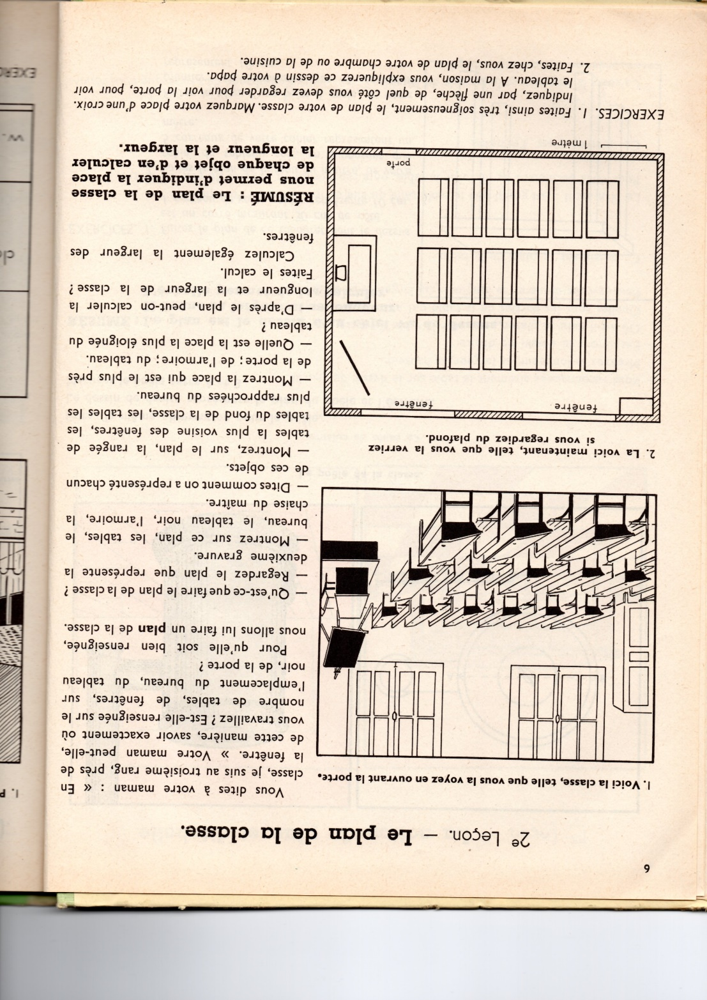 6
2e Leçon. — Le plan de la classe.
1. Voici la classe, telle que vous la voyez en ouvrant la porte.
2. La voici maintenant, telle que vous la verriez
si vous regardiez du plafond.
fenêtre
fenêtre
porte
1 mètre
Vous dites à votre maman : « En
classe, je suis au troisième rang, près de
la fenêtre. » Votre maman peut-elle,
de cette manière, savoir exactement où
vous travaillez ? Est-elle renseignée sur le
nombre de tables, de fenêtres, sur
l'emplacement du bureau, du tableau
noir, de la porte ?
Pour qu'elle soit bien renseignée,
nous allons lui faire un plan de la classe.
— Qu'est-ce que faire le plan de la classe ?
— Regardez le plan que représente la
deuxième gravure.
— Montrez sur ce plan, les tables, le
bureau, le tableau noir, l'armoire, la
chaise du maître.
— Dites comment on a représenté chacun
de ces objets.
— Montrez, sur le plan, la rangée de
tables la plus voisine des fenêtres, les
tables du fond de la classe, les tables les
plus rapprochées du bureau.
— Montrez la place qui est le plus près
de la porte ; de l'armoire ; du tableau.
— Quelle est la place la plus éloignée du
tableau ?
— D'après le plan, peut-on calculer la
longueur et la largeur de la classe ?
Faites le calcul.
Calculez également la largeur des
fenêtres.
RÉSUMÉ : Le plan de la classe
nous permet d'indiquer la place
de chaque objet et d'en calculer
la longueur et la largeur.
EXERCICES. 1. Faites ainsi, très soigneusement, le plan de votre classe. Marquez votre place d'une croix.
Indiquez, par une flèche, de quel côté vous devez regarder pour voir la porte, pour voir
le tableau. A la maison, vous expliquerez ce dessin à votre papa.
2. Faites, chez vous, le plan de votre chambre ou de la cuisine.
1. P
EXERC